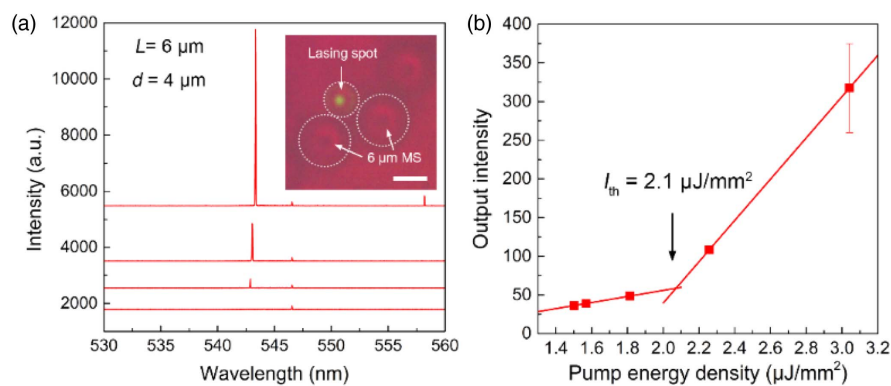 (a)
12000
10000
8000
6000
4000
2000
Intensity (a.u.)
L= 6 μm
d = 4 μm
Lasing spot
6 μm MS
530 535 540 545 550 555 560
Wavelength (nm)
(b)
400
350
300
250
200
150
100
50
0
Output intensity
Ith = 2.1 μJ/mm²
1.4 1.6 1.8 2.0 2.2 2.4 2.6 2.8 3.0 3.2
Pump energy density (μJ/mm²)